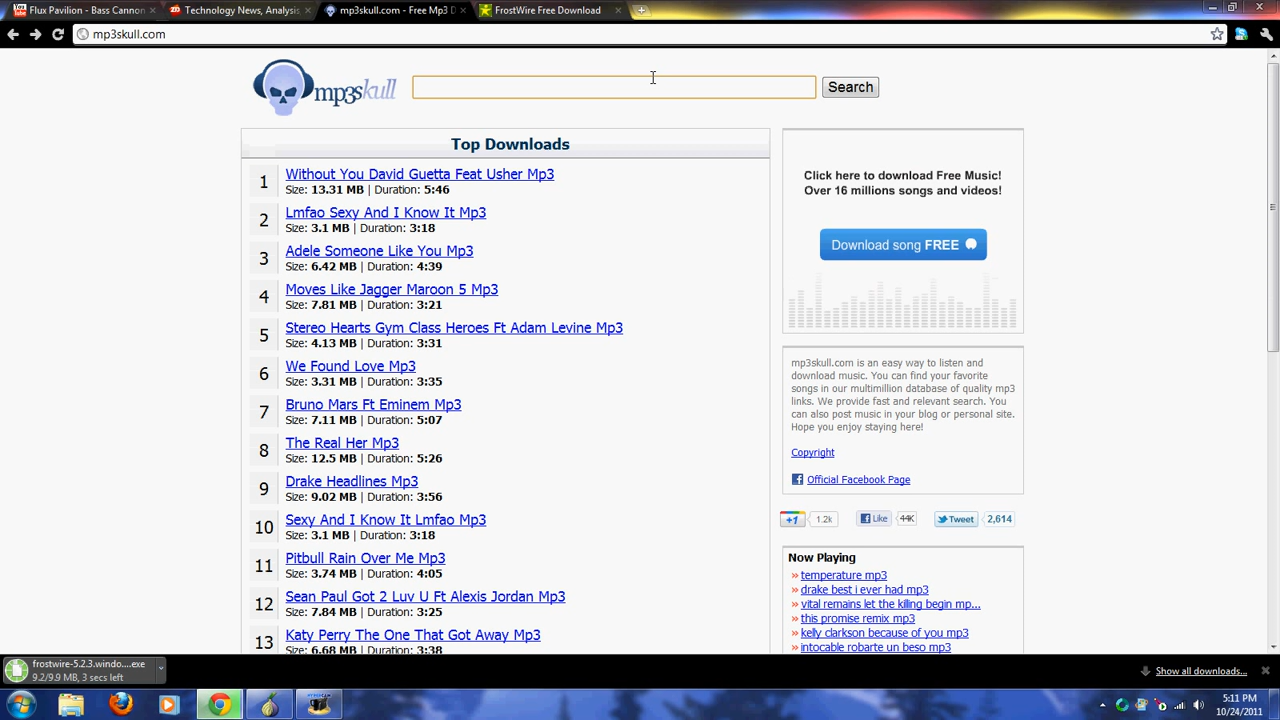 Flux Pavilion - Bass Cannon
Technology News, Analysis,
mp3skull.com - Free Mp3 D
FrostWire Free Download
mp3skull.com
mp3skull
Search
Top Downloads
1
Without You David Guetta Feat Usher Mp3
Size: 13.31 MB | Duration: 5:46
2
Lmfao Sexy And I Know It Mp3
Size: 3.1 MB | Duration: 3:18
3
Adele Someone Like You Mp3
Size: 6.42 MB | Duration: 4:39
4
Moves Like Jagger Maroon 5 Mp3
Size: 7.81 MB | Duration: 3:21
5
Stereo Hearts Gym Class Heroes Ft Adam Levine Mp3
Size: 4.13 MB | Duration: 3:31
6
We Found Love Mp3
Size: 3.31 MB | Duration: 3:35
7
Bruno Mars Ft Eminem Mp3
Size: 7.11 MB | Duration: 5:07
8
The Real Her Mp3
Size: 12.5 MB | Duration: 5:26
9
Drake Headlines Mp3
Size: 9.02 MB | Duration: 3:56
10
Sexy And I Know It Lmfao Mp3
Size: 3.1 MB | Duration: 3:18
11
Pitbull Rain Over Me Mp3
Size: 3.74 MB | Duration: 4:05
12
Sean Paul Got 2 Luv U Ft Alexis Jordan Mp3
Size: 7.84 MB | Duration: 3:25
13
Katy Perry The One That Got Away Mp3
Size: 6.68 MB | Duration: 3:38
Click here to download Free Music!
Over 16 millions songs and videos!
Download song FREE
mp3skull.com is an easy way to listen and
download music. You can find your favorite
songs in our multimillion database of quality mp3
links. We provide fast and relevant search. You
can also post music in your blog or personal site.
Hope you enjoy staying here!
Copyright
Official Facebook Page
+1 1.2k Like 44K Tweet 2,614
Now Playing
» temperature mp3
» drake best i ever had mp3
» vital remains let the killing begin mp...
» this promise remix mp3
» kelly clarkson because of you mp3
» intocable robarte un beso mp3
frostwire-5.2.3.windo....exe
9.2/9.9 MB, 3 secs left
Show all downloads...
5:11 PM
10/24/2011